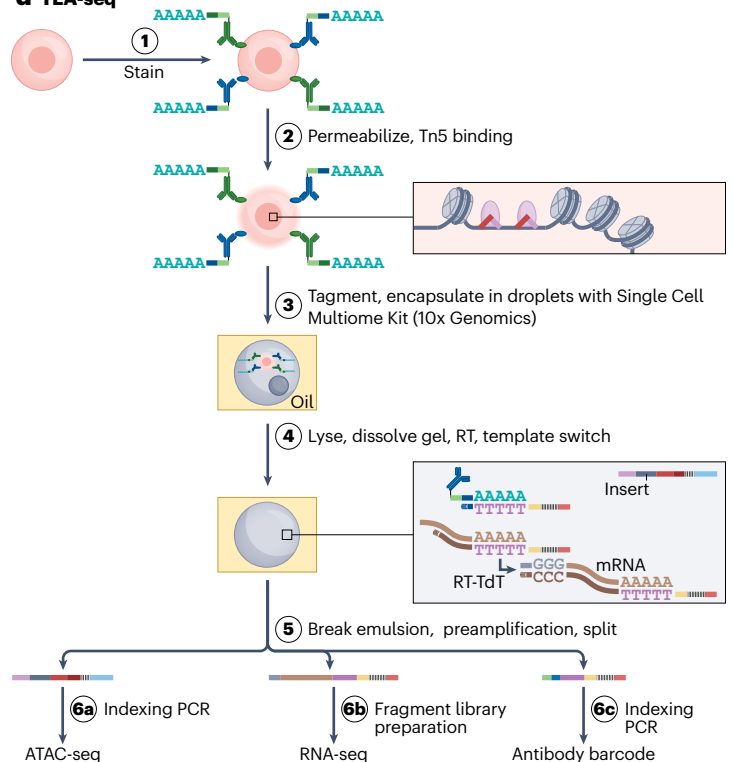 a TEA-seq
AAAAA AAAAA
1
Stain
AAAAA AAAAA
2 Permeabilize, Tn5 binding
AAAAA AAAAA
AAAAA AAAAA
3 Tagment, encapsulate in droplets with Single Cell
Multiome Kit (10x Genomics)
Oil
4 Lyse, dissolve gel, RT, template switch
Insert
AAAAA
TTTTT
AAAAA
TTTTT
GGG mRNA
RT-TdT CCC
AAAAA
TTTTT
5 Break emulsion, preamplification, split
6a Indexing PCR
6b Fragment library
preparation
6c Indexing
PCR
ATAC-seq RNA-seq Antibody barcode